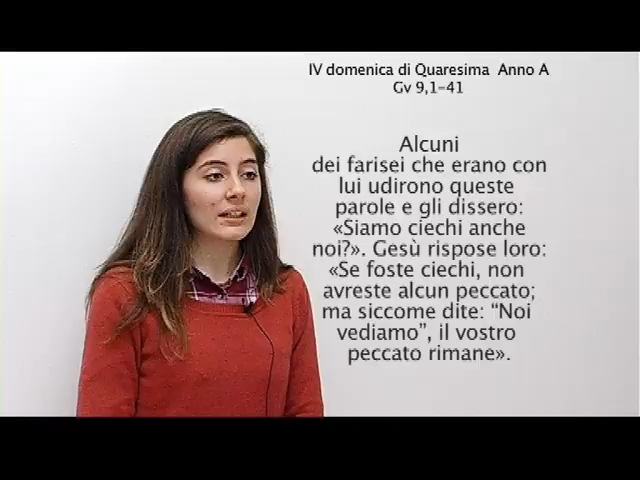 IV domenica di Quaresima Anno A
Gv 9,1-41
Alcuni
dei farisei che erano con
lui udirono queste
parole e gli dissero:
«Siamo ciechi anche
noi?». Gesù rispose loro:
«Se foste ciechi, non
avreste alcun peccato;
ma siccome dite: “Noi
vediamo”, il vostro
peccato rimane».